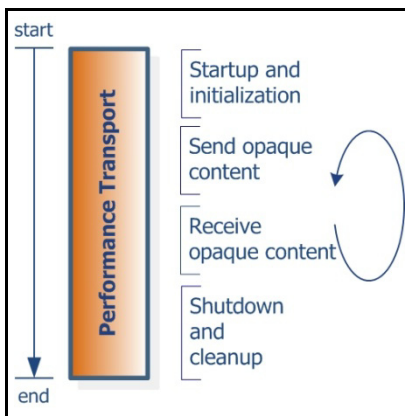 start
Performance Transport
Startup and
initialization
Send opaque
content
Receive
opaque content
Shutdown
and
cleanup
end